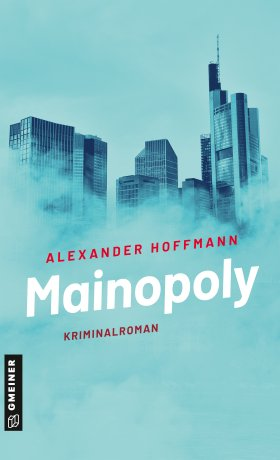 ALEXANDER HOFFMANN
Mainopoly
KRIMINALROMAN
GMEINER